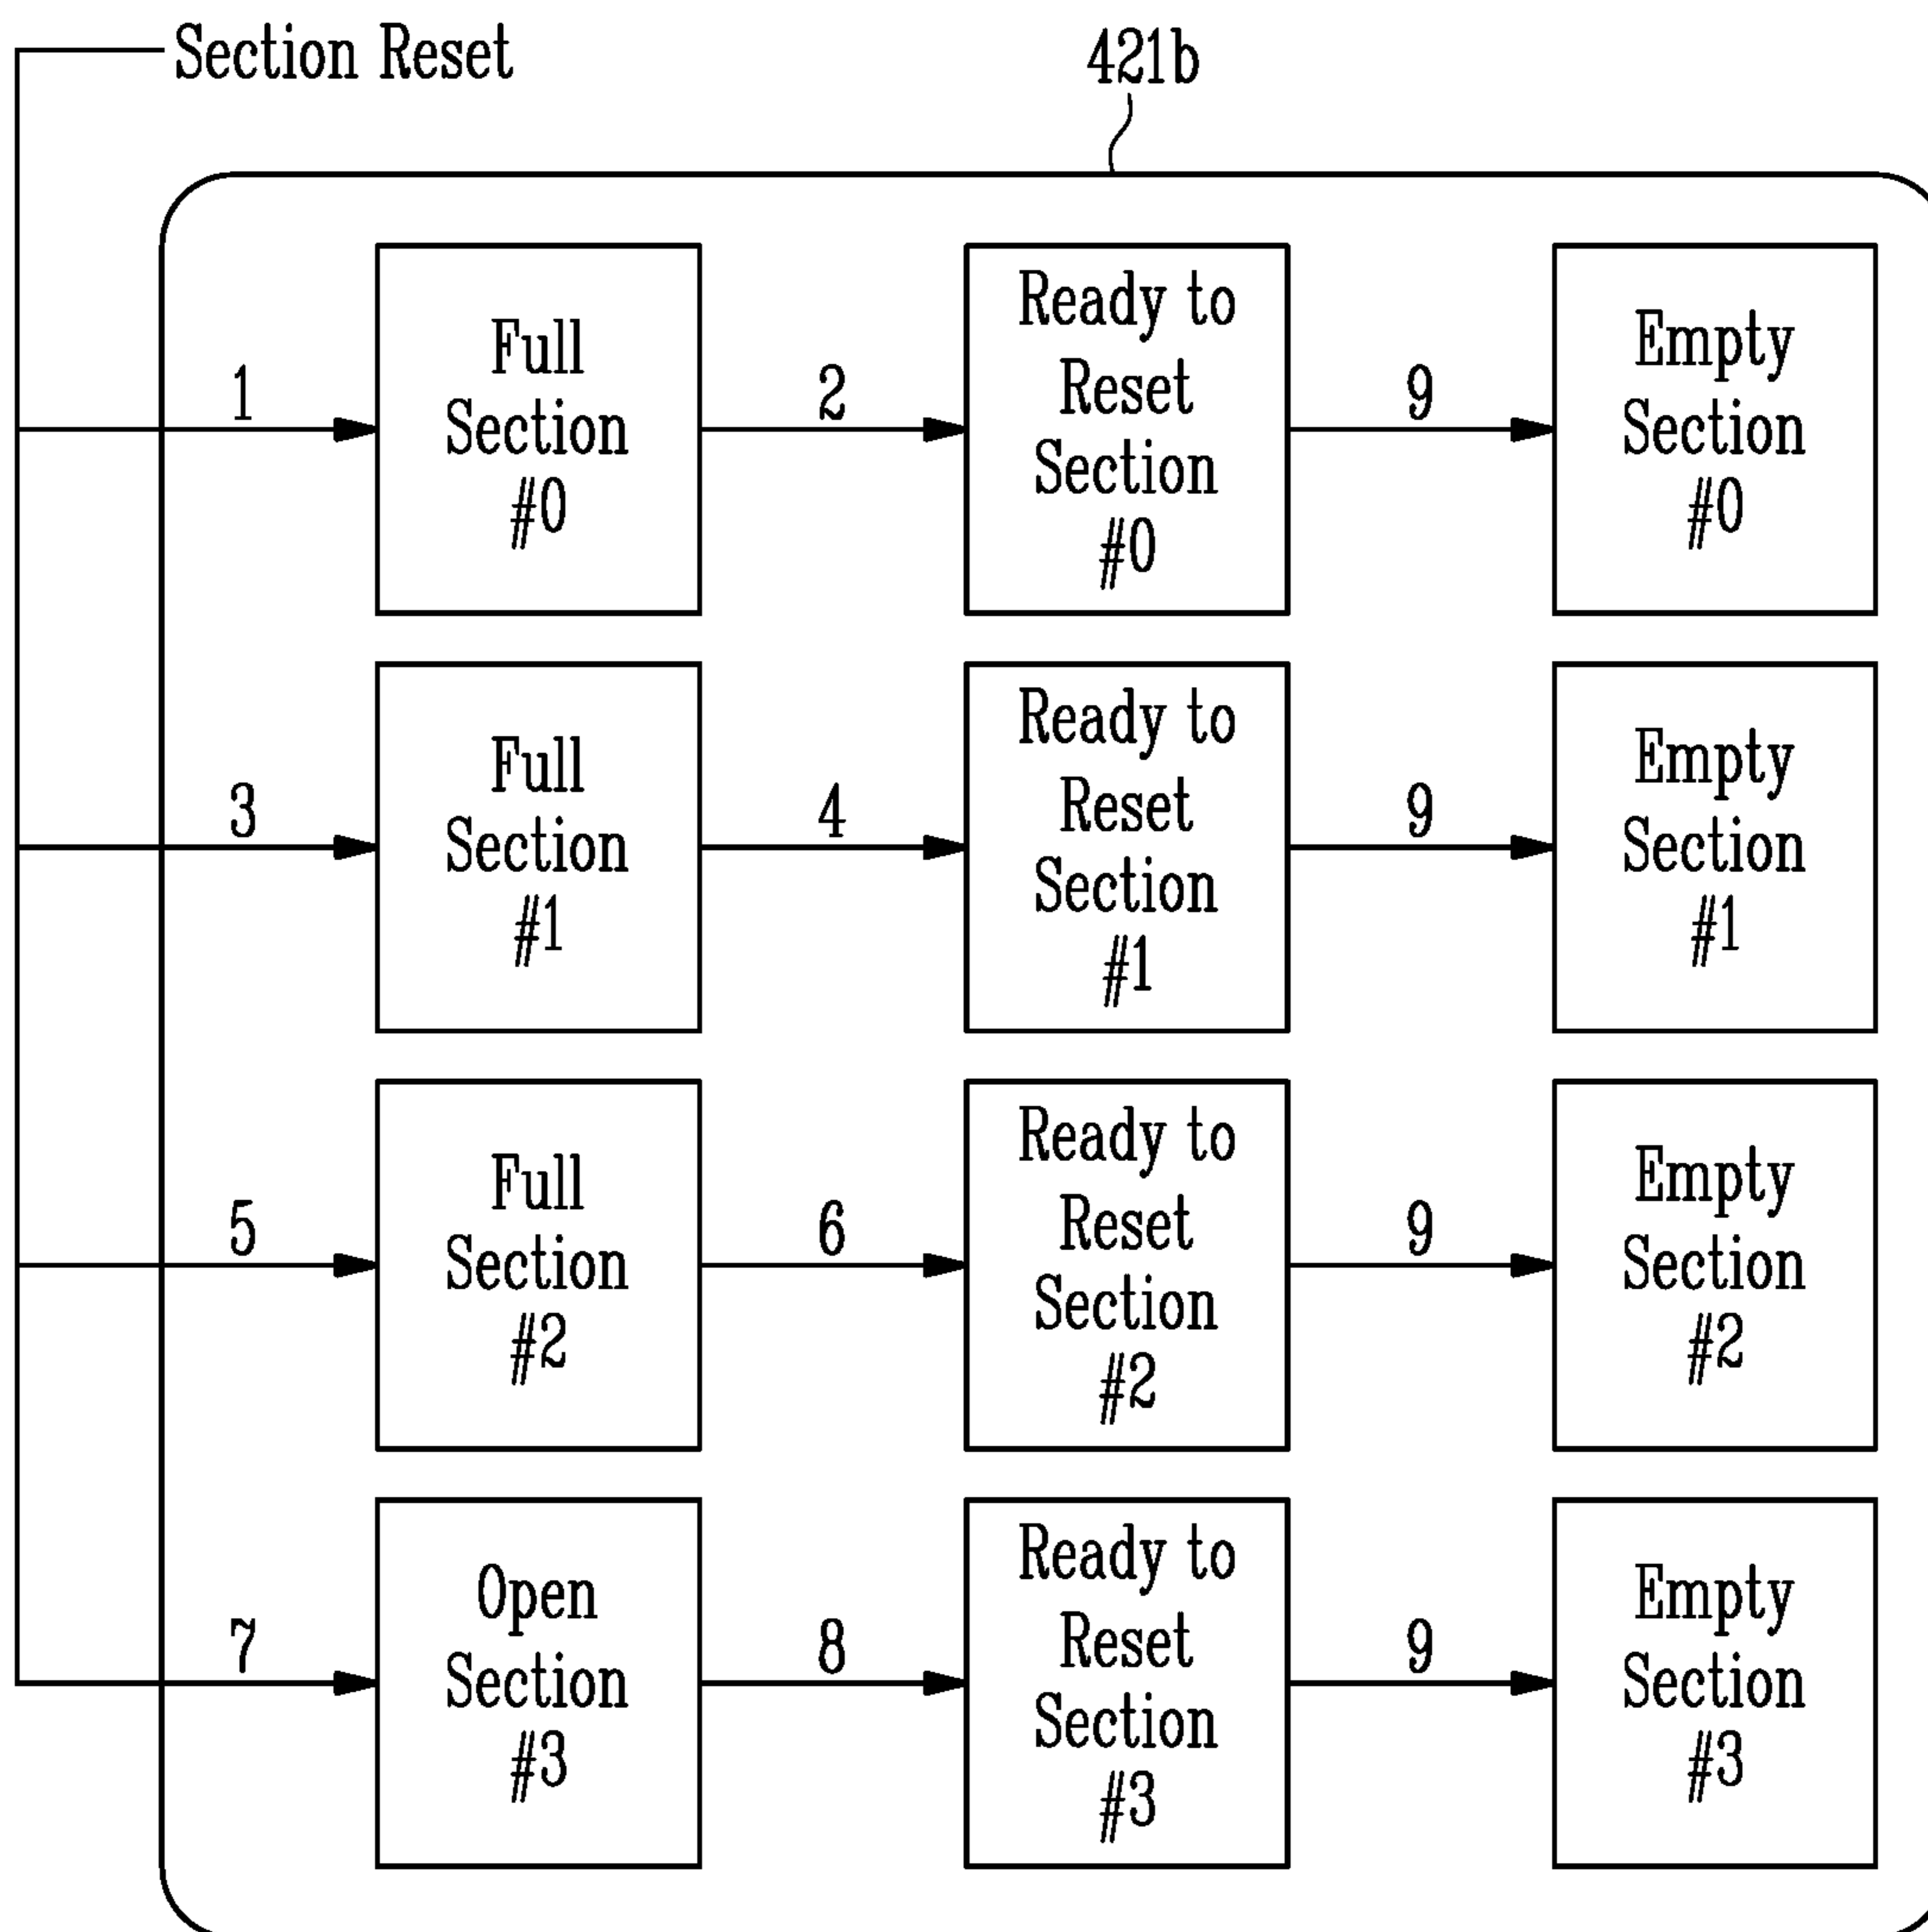 Section Reset
421b
1
Full
Section
#0
2
Ready to
Reset
Section
#0
9
Empty
Section
#0
3
Full
Section
#1
4
Ready to
Reset
Section
#1
9
Empty
Section
#1
5
Full
Section
#2
6
Ready to
Reset
Section
#2
9
Empty
Section
#2
7
Open
Section
#3
8
Ready to
Reset
Section
#3
9
Empty
Section
#3